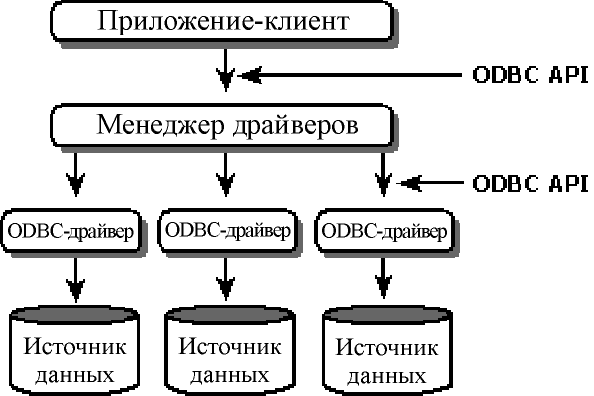 Приложение-клиент
ODBC API
Менеджер драйверов
ODBC API
ODBC-драйвер
ODBC-драйвер
ODBC-драйвер
Источник
данных
Источник
данных
Источник
данных